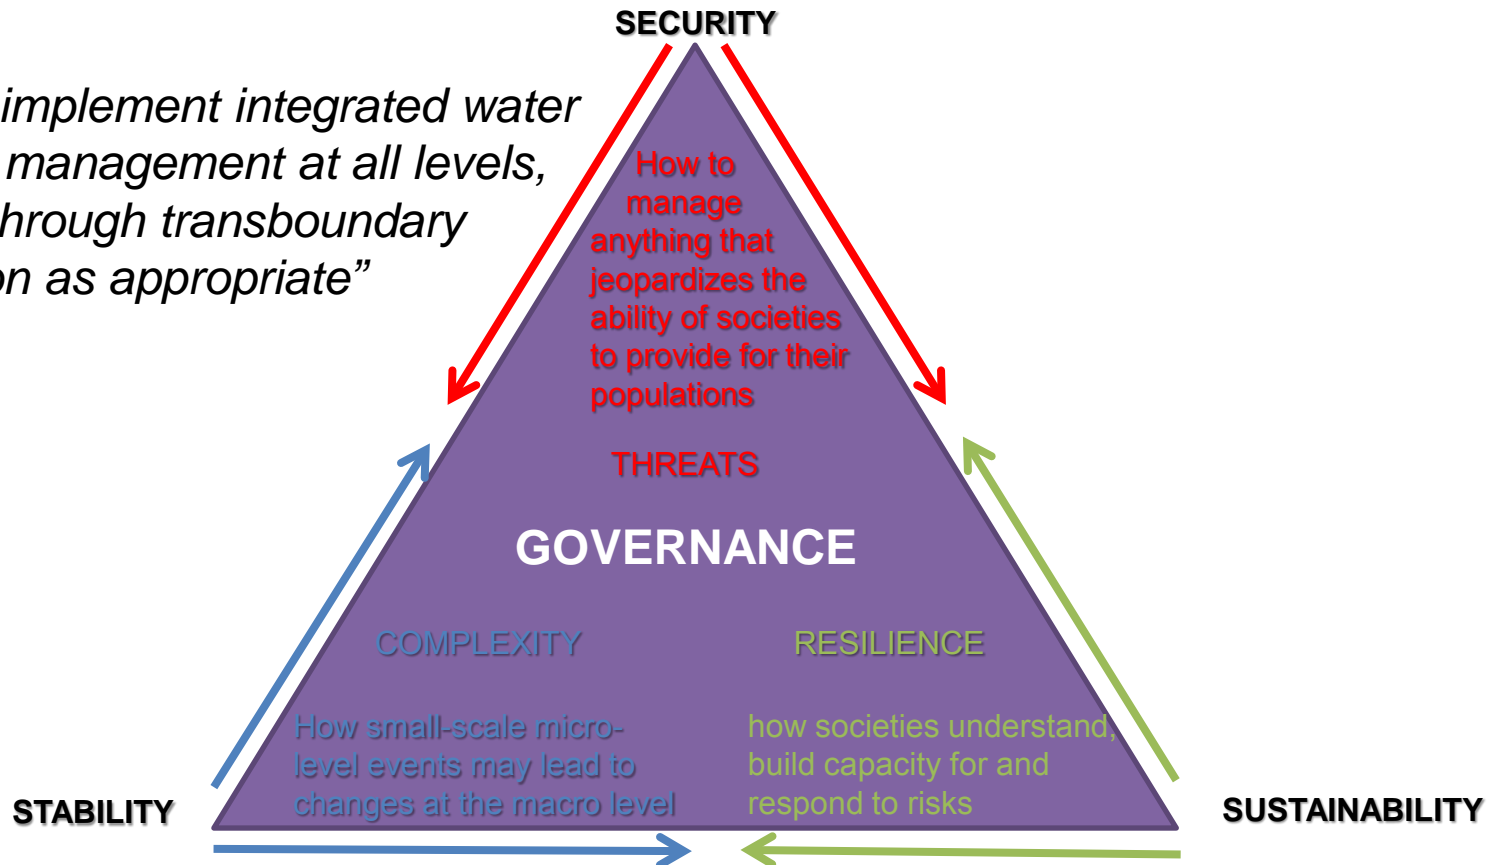 SECURITY
implement integrated water
management at all levels,
hrough transboundary
on as appropriate”
How to
manage
anything that
jeopardizes the
ability of societies
to provide for their
populations
THREATS
GOVERNANCE
COMPLEXITY
RESILIENCE
How small-scale micro-
level events may lead to
changes at the macro level
how societies understand,
build capacity for and
respond to risks
STABILITY
SUSTAINABILITY